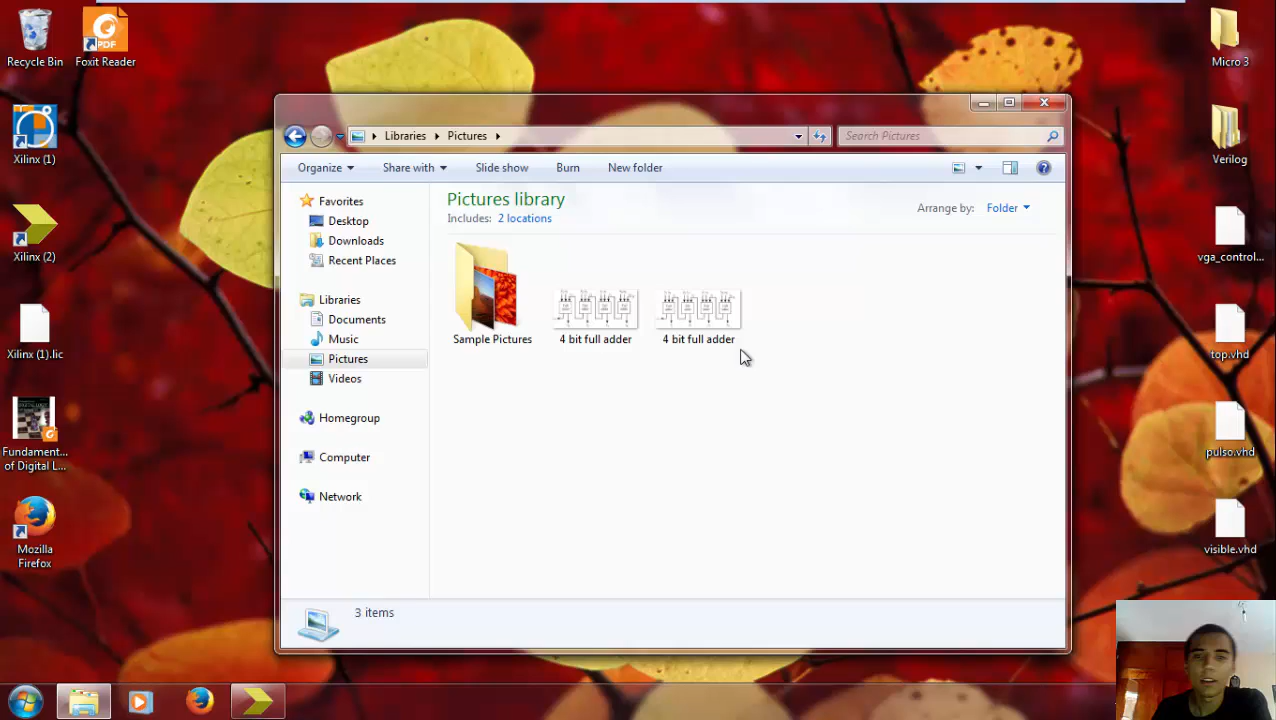 Recycle Bin
Foxit Reader
Xilinx (1)
Xilinx (2)
Xilinx (1).lic
Fundament...
of Digital L...
Mozilla
Firefox
Libraries
Pictures
Search Pictures
Organize
Share with
Slide show
Burn
New folder
Favorites
Desktop
Downloads
Recent Places
Libraries
Documents
Music
Pictures
Videos
Homegroup
Computer
Network
Pictures library
Includes: 2 locations
Arrange by: Folder
Sample Pictures
4 bit full adder
4 bit full adder
3 items
Micro 3
Verilog
vga_control...
top.vhd
pulso.vhd
visible.vhd
PDF